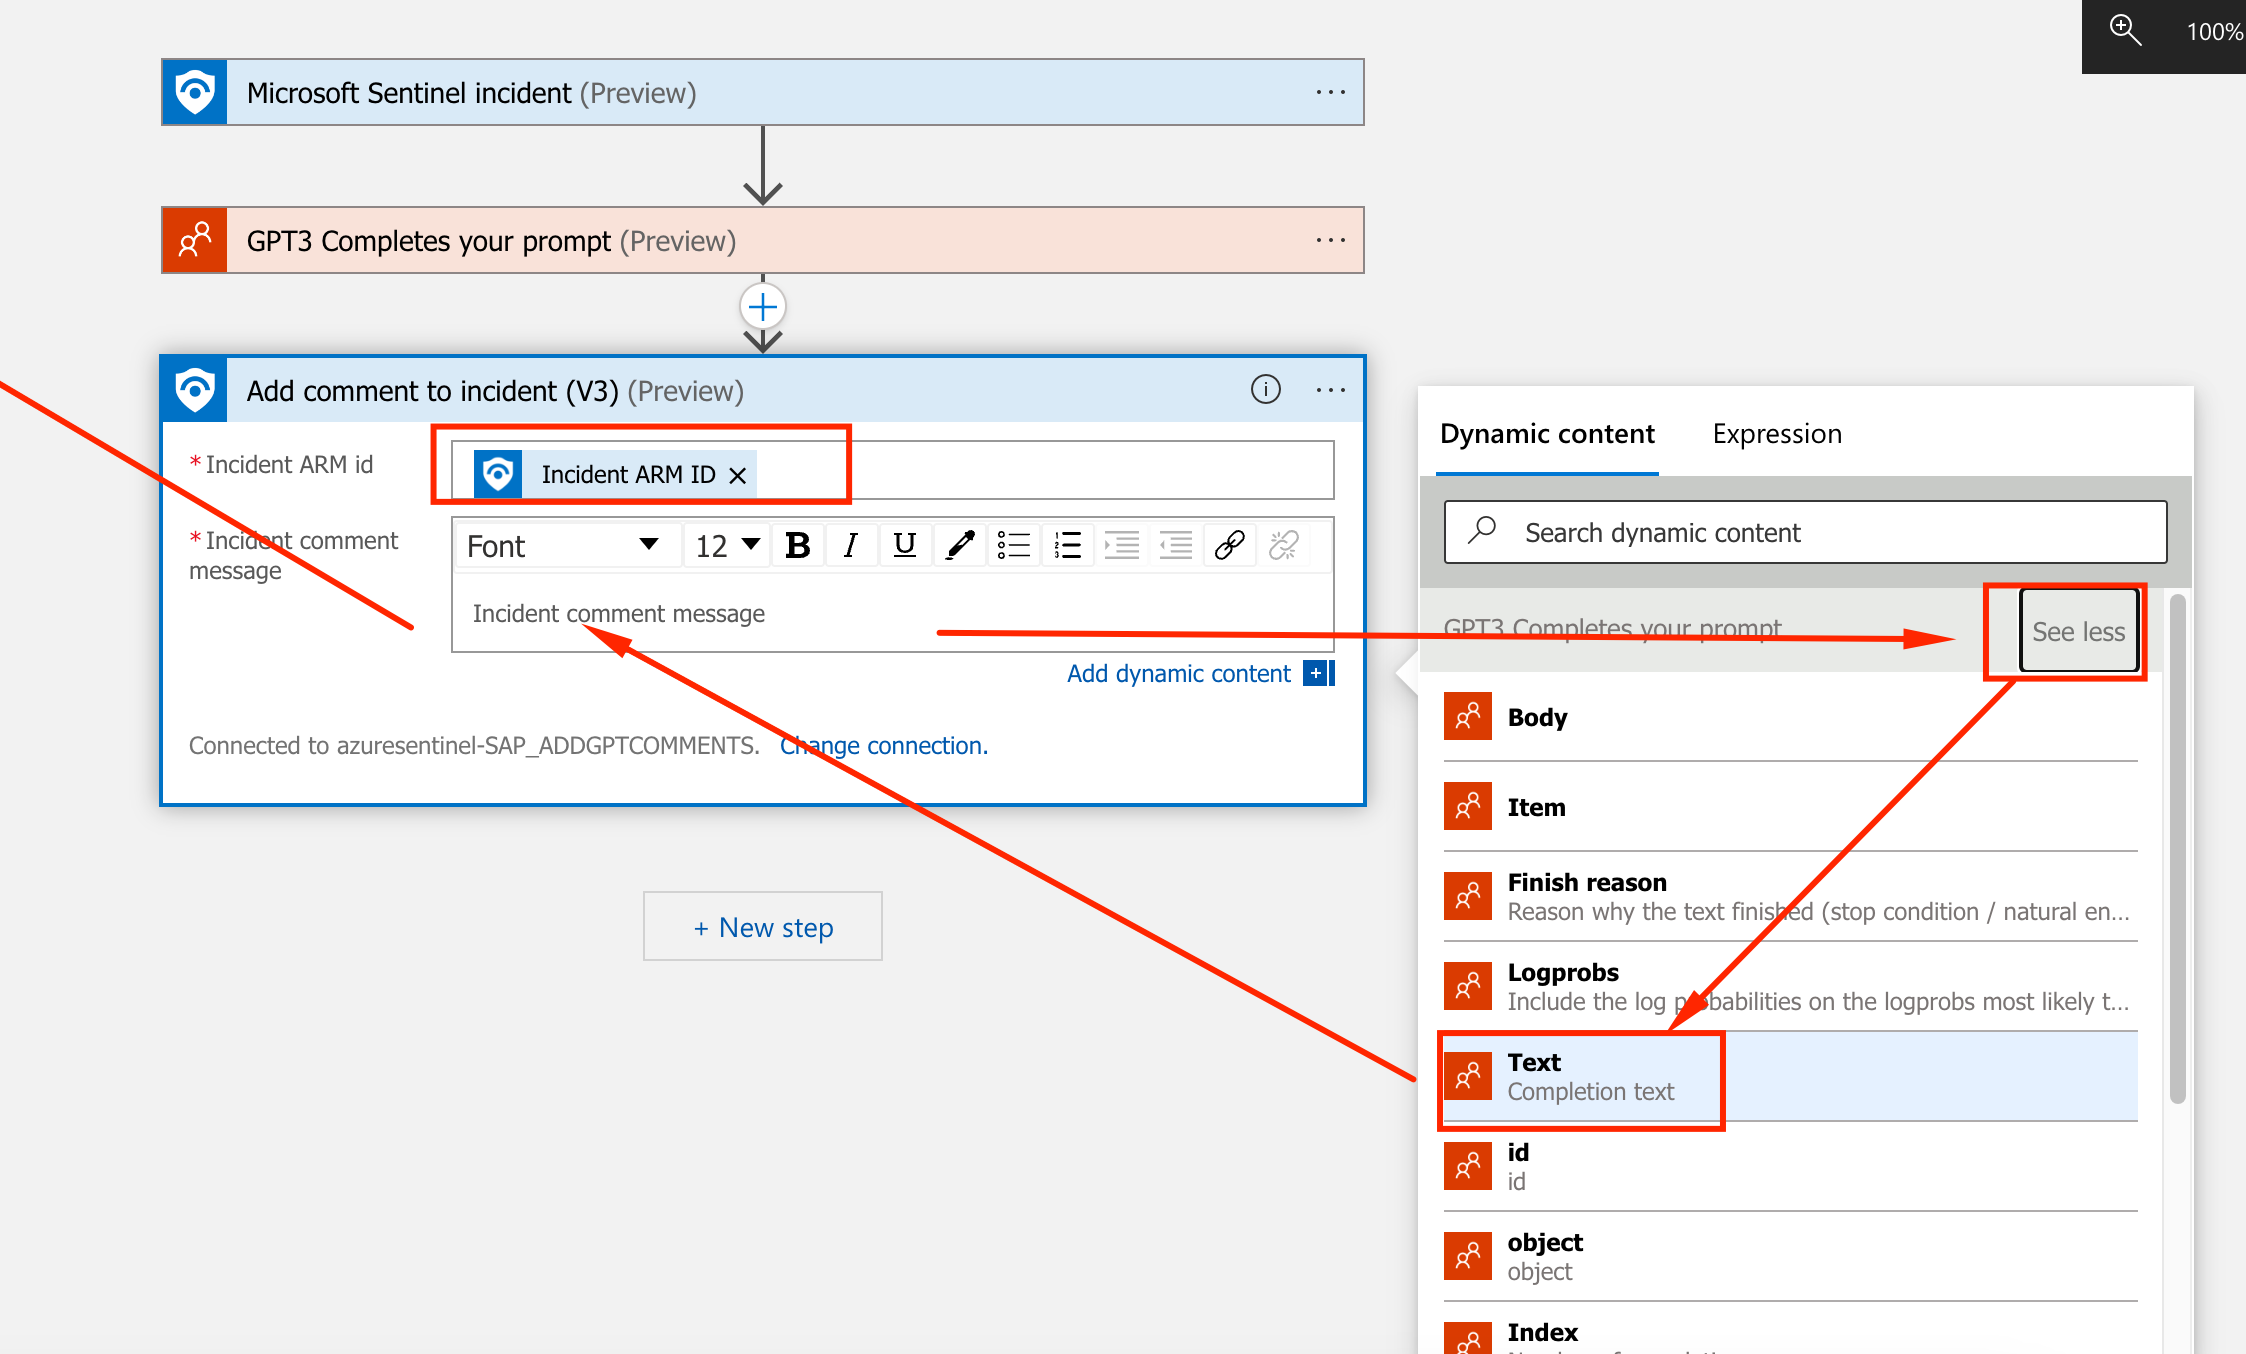 100%
Microsoft Sentinel incident (Preview)
GPT3 Completes your prompt (Preview)
Add comment to incident (V3) (Preview)
* Incident ARM id
Incident ARM ID
* Incident comment
message
Font
12
B
I
U
Incident comment message
Add dynamic content
Connected to azuresentinel-SAP_ADDGPTCOMMENTS. Change connection.
+ New step
Dynamic content
Expression
Search dynamic content
GPT3 Completes your prompt
See less
Body
Item
Finish reason
Reason why the text finished (stop condition / natural en...
Logprobs
Include the log probabilities on the logprobs most likely t...
Text
Completion text
id
id
object
object
Index